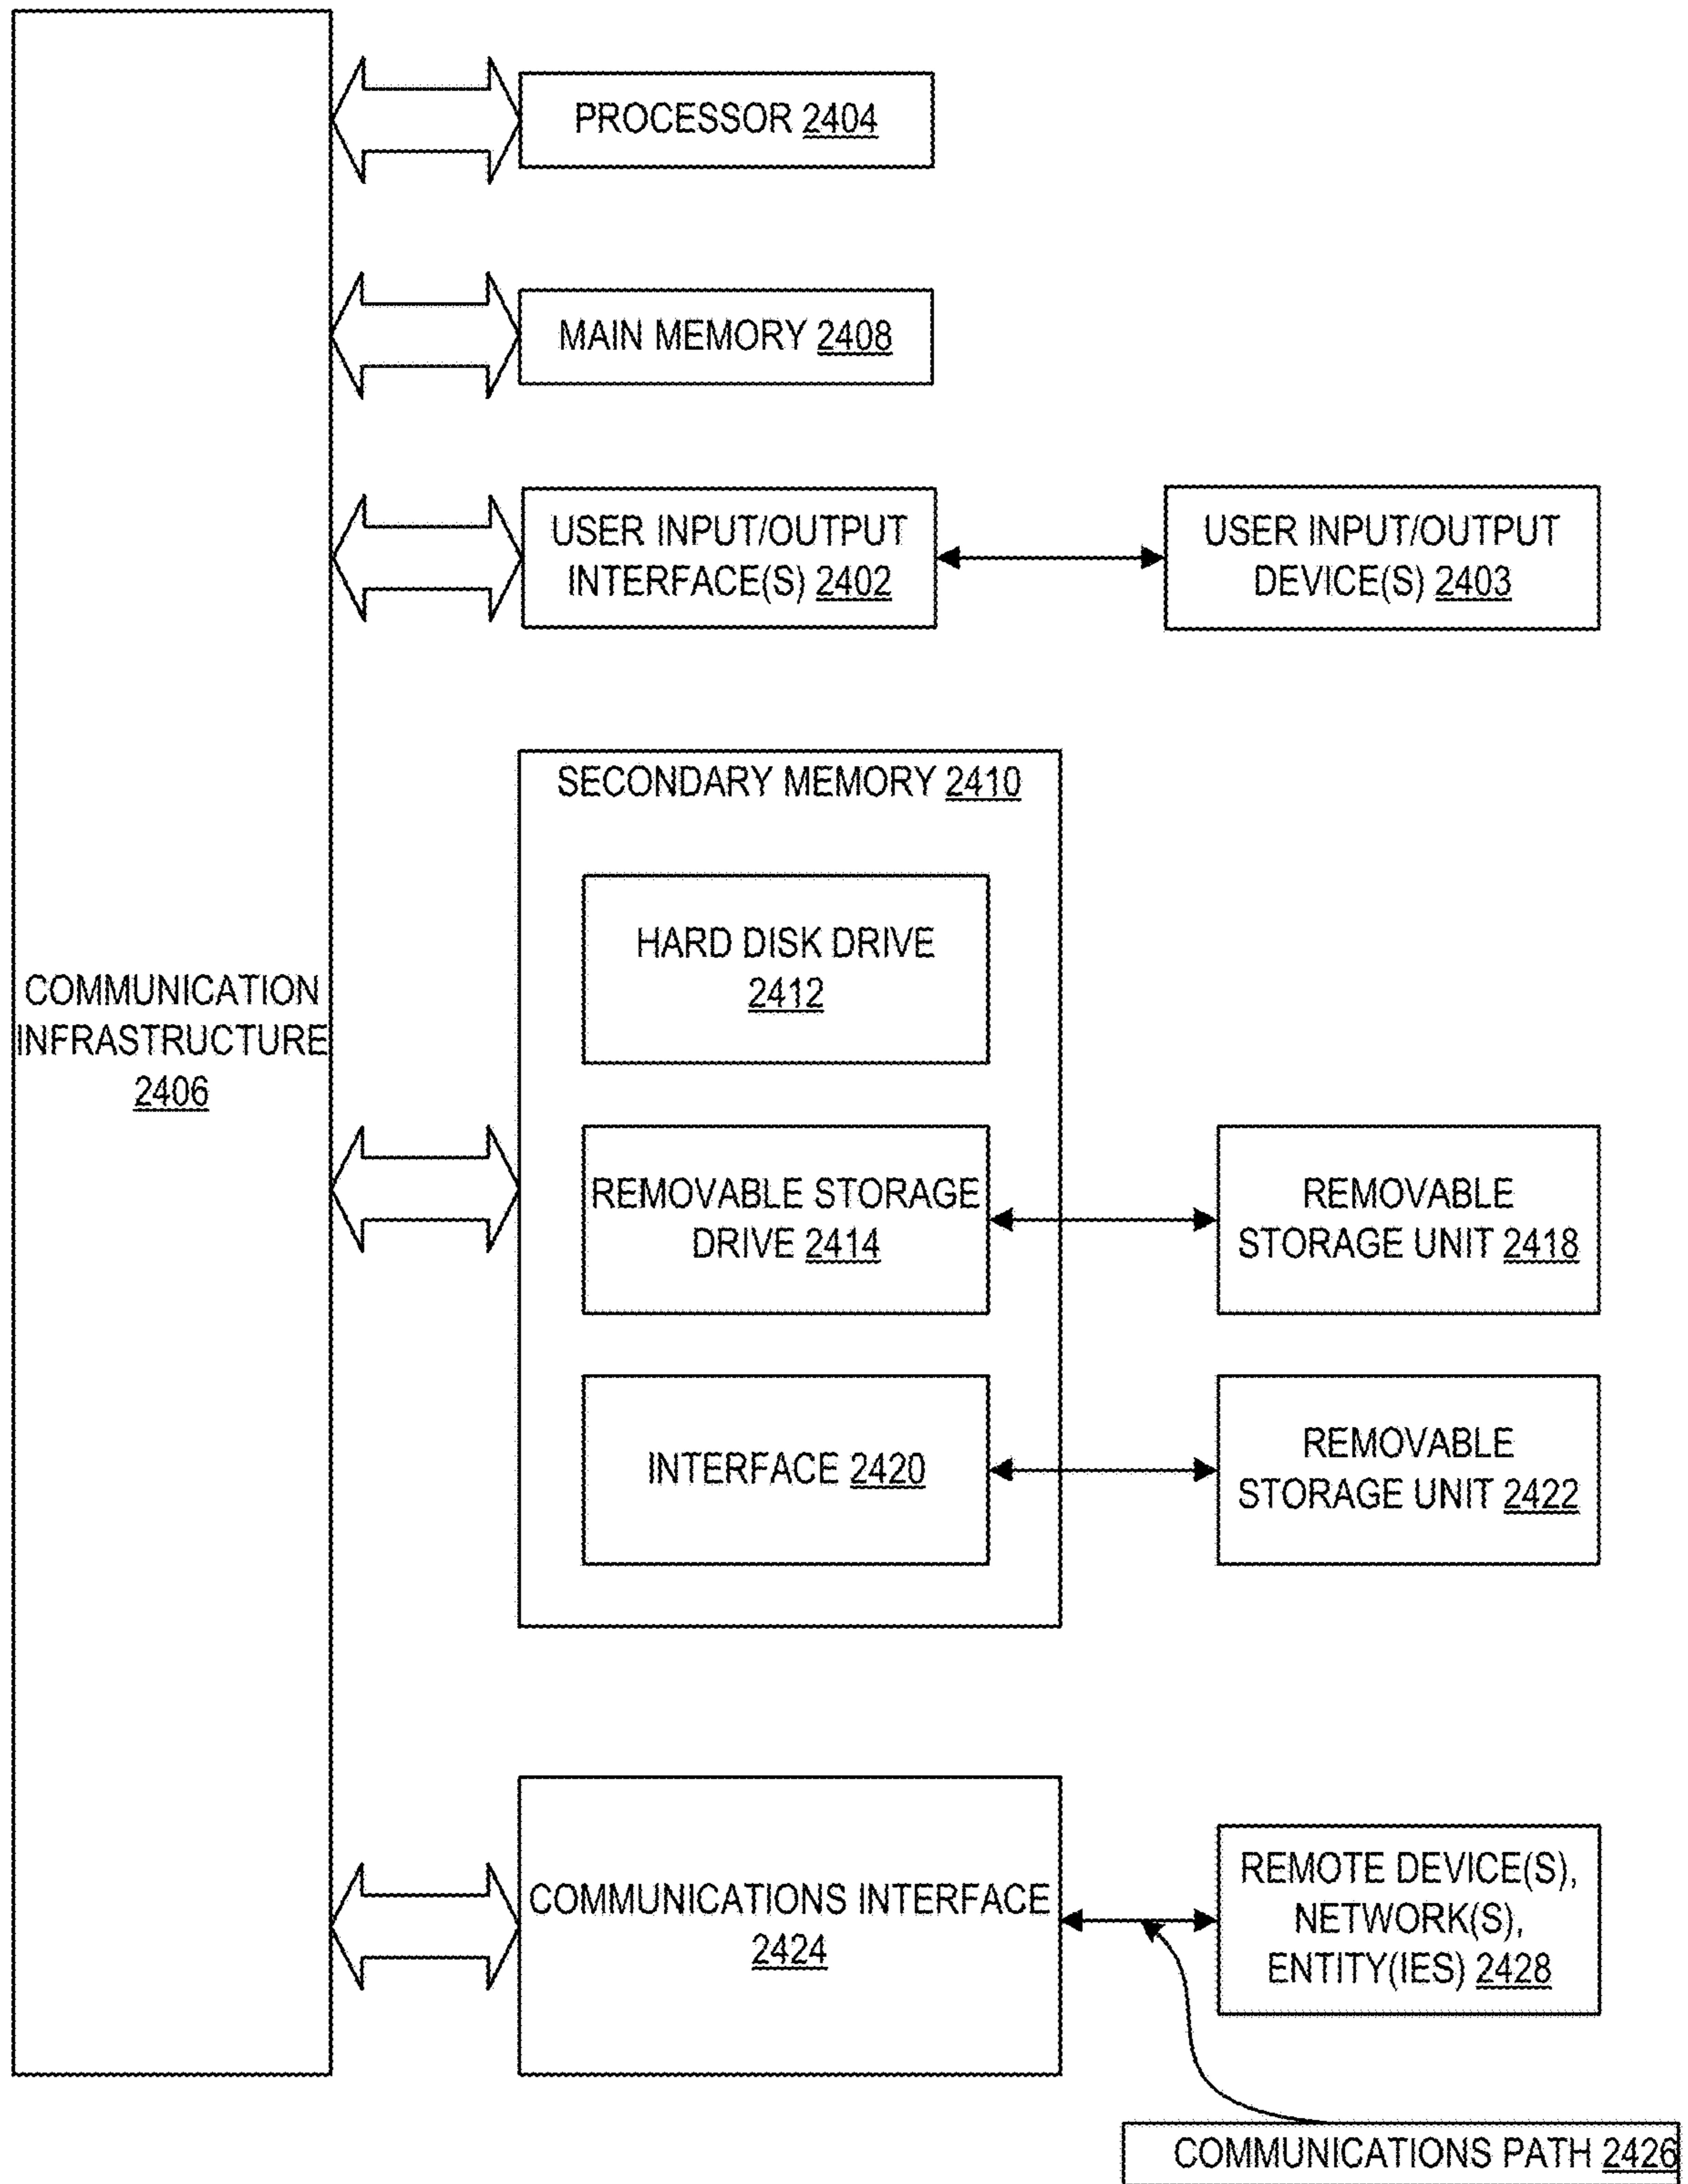 PROCESSOR 2404
MAIN MEMORY 2408
USER INPUT/OUTPUT
INTERFACE(S) 2402
USER INPUT/OUTPUT
DEVICE(S) 2403
SECONDARY MEMORY 2410
HARD DISK DRIVE
2412
COMMUNICATION
INFRASTRUCTURE
2406
REMOVABLE STORAGE
DRIVE 2414
REMOVABLE
STORAGE UNIT 2418
INTERFACE 2420
REMOVABLE
STORAGE UNIT 2422
COMMUNICATIONS INTERFACE
2424
REMOTE DEVICE(S),
NETWORK(S),
ENTITY(IES) 2428
COMMUNICATIONS PATH 2426